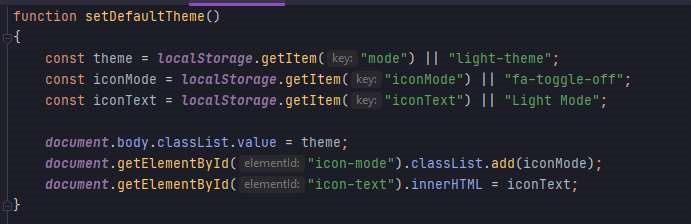 function setDefaultTheme()
{
const theme = localStorage.getItem( key: "mode") || "light-theme";
const iconMode = localStorage.getItem( key: "iconMode") || "fa-toggle-off";
const iconText = localStorage.getItem( key: "iconText") || "Light Mode";
document.body.classList.value = theme;
document.getElementById( elementId: "icon-mode").classList.add(iconMode);
document.getElementById( elementId: "icon-text").innerHTML = iconText;
}